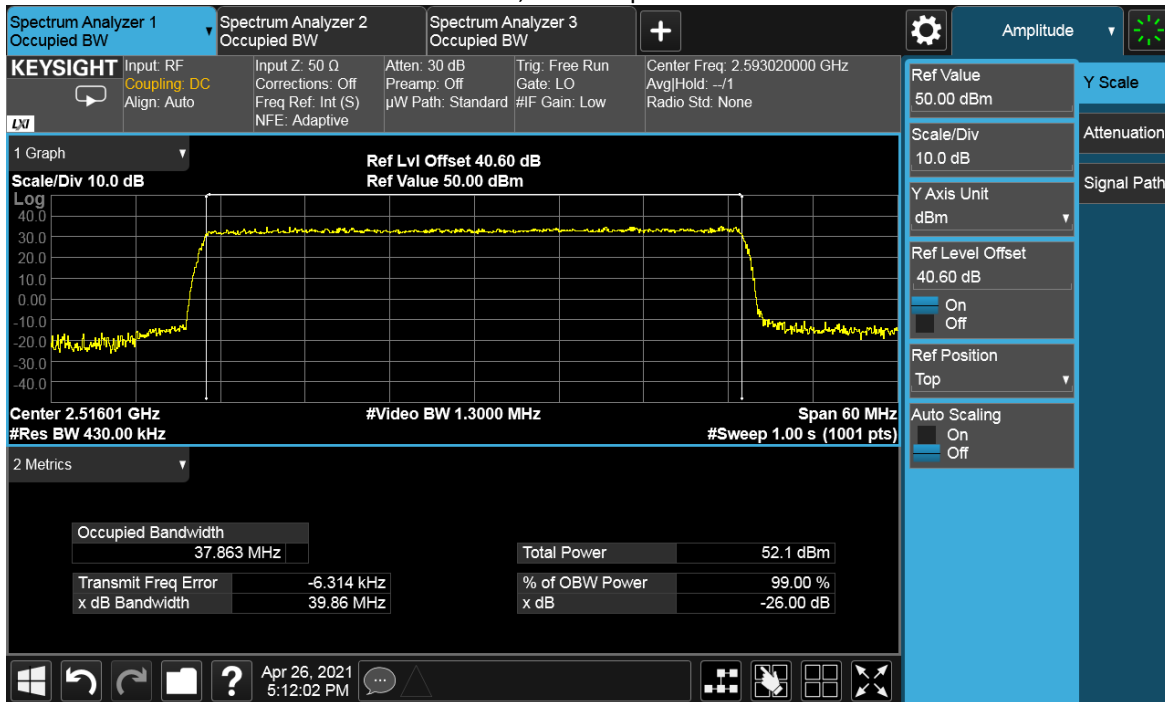 Spectrum Analyzer 1
Occupied BW
Spectrum Analyzer 2
Occupied BW
Spectrum Analyzer 3
Occupied BW
Amplitude
KEYSIGHT
LXI
Input: RF
Coupling: DC
Align: Auto
Input Z: 50 Ω
Corrections: Off
Freq Ref: Int (S)
NFE: Adaptive
Atten: 30 dB
Preamp: Off
µW Path: Standard
Trig: Free Run
Gate: LO
#IF Gain: Low
Center Freq: 2.593020000 GHz
Avg|Hold: --/1
Radio Std: None
1 Graph
Scale/Div 10.0 dB
Ref Lvl Offset 40.60 dB
Ref Value 50.00 dBm
Log
40.0
30.0
20.0
10.0
0.00
-10.0
-20.0
-30.0
-40.0
Center 2.51601 GHz
#Res BW 430.00 kHz
#Video BW 1.3000 MHz
Span 60 MHz
#Sweep 1.00 s (1001 pts)
2 Metrics
Occupied Bandwidth
37.863 MHz
Transmit Freq Error -6.314 kHz
x dB Bandwidth 39.86 MHz
Total Power 52.1 dBm
% of OBW Power 99.00 %
x dB -26.00 dB
Ref Value
50.00 dBm
Scale/Div
10.0 dB
Y Axis Unit
dBm
Ref Level Offset
40.60 dB
On
Off
Ref Position
Top
Auto Scaling
On
Off
Y Scale
Attenuation
Signal Path
?
Apr 26, 2021
5:12:02 PM